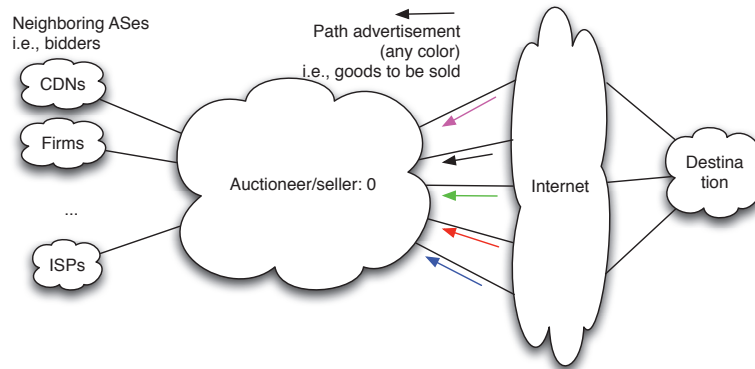 Neighboring ASes
i.e., bidders
CDNs
Firms
...
ISPs
Path advertisement
(any color)
i.e., goods to be sold
Auctioneer/seller: 0
Internet
Destina
tion